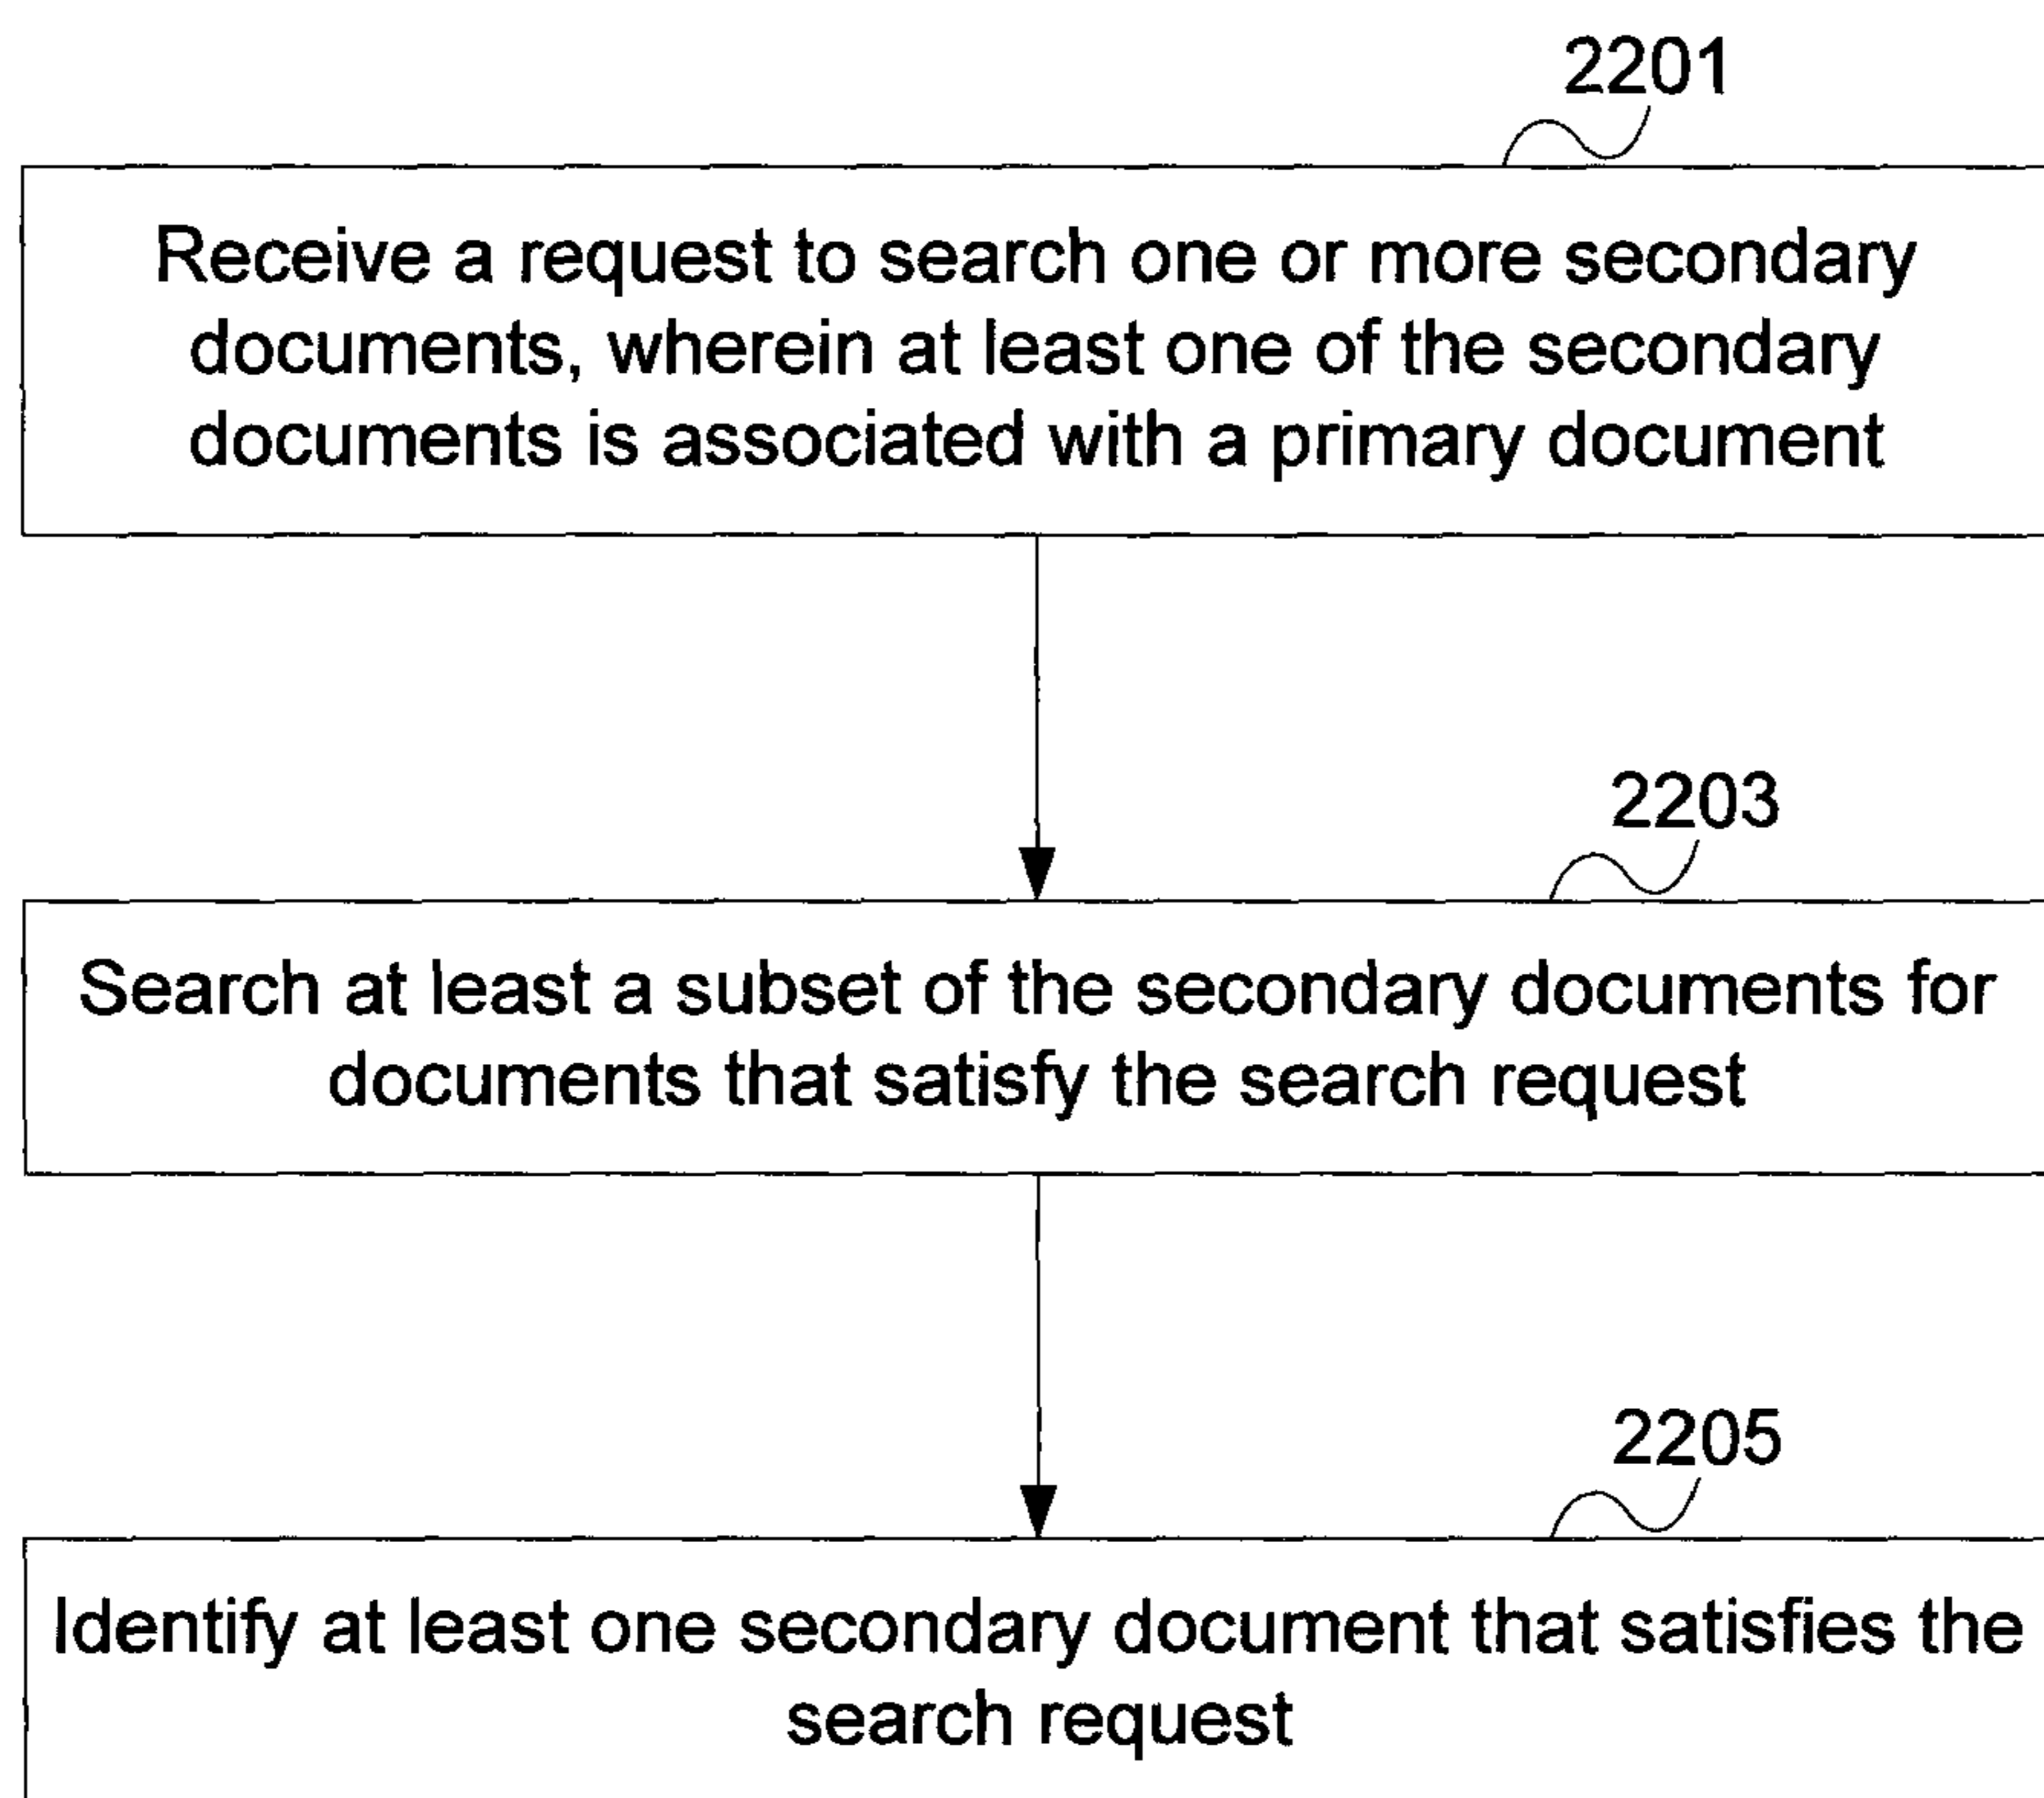 2201
Receive a request to search one or more secondary
documents, wherein at least one of the secondary
documents is associated with a primary document
2203
Search at least a subset of the secondary documents for
documents that satisfy the search request
2205
Identify at least one secondary document that satisfies the
search request